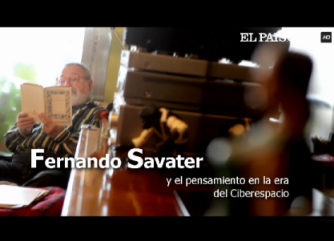 EL PAÍS
HD
Fernando Savater
y el pensamiento en la era
del Ciberespacio